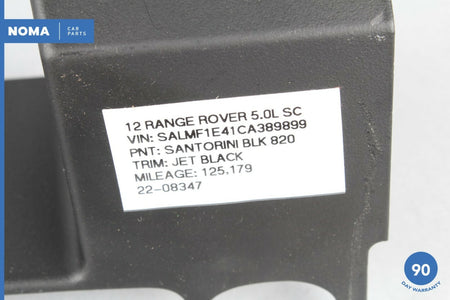 NOMA CAR PARTS
12 RANGE ROVER 5.0L SC
VIN: SALMF1E41CA389899
PNT: SANTORINI BLK 820
TRIM: JET BLACK
MILEAGE: 125,179
22-08347
90
DAY WARRANTY